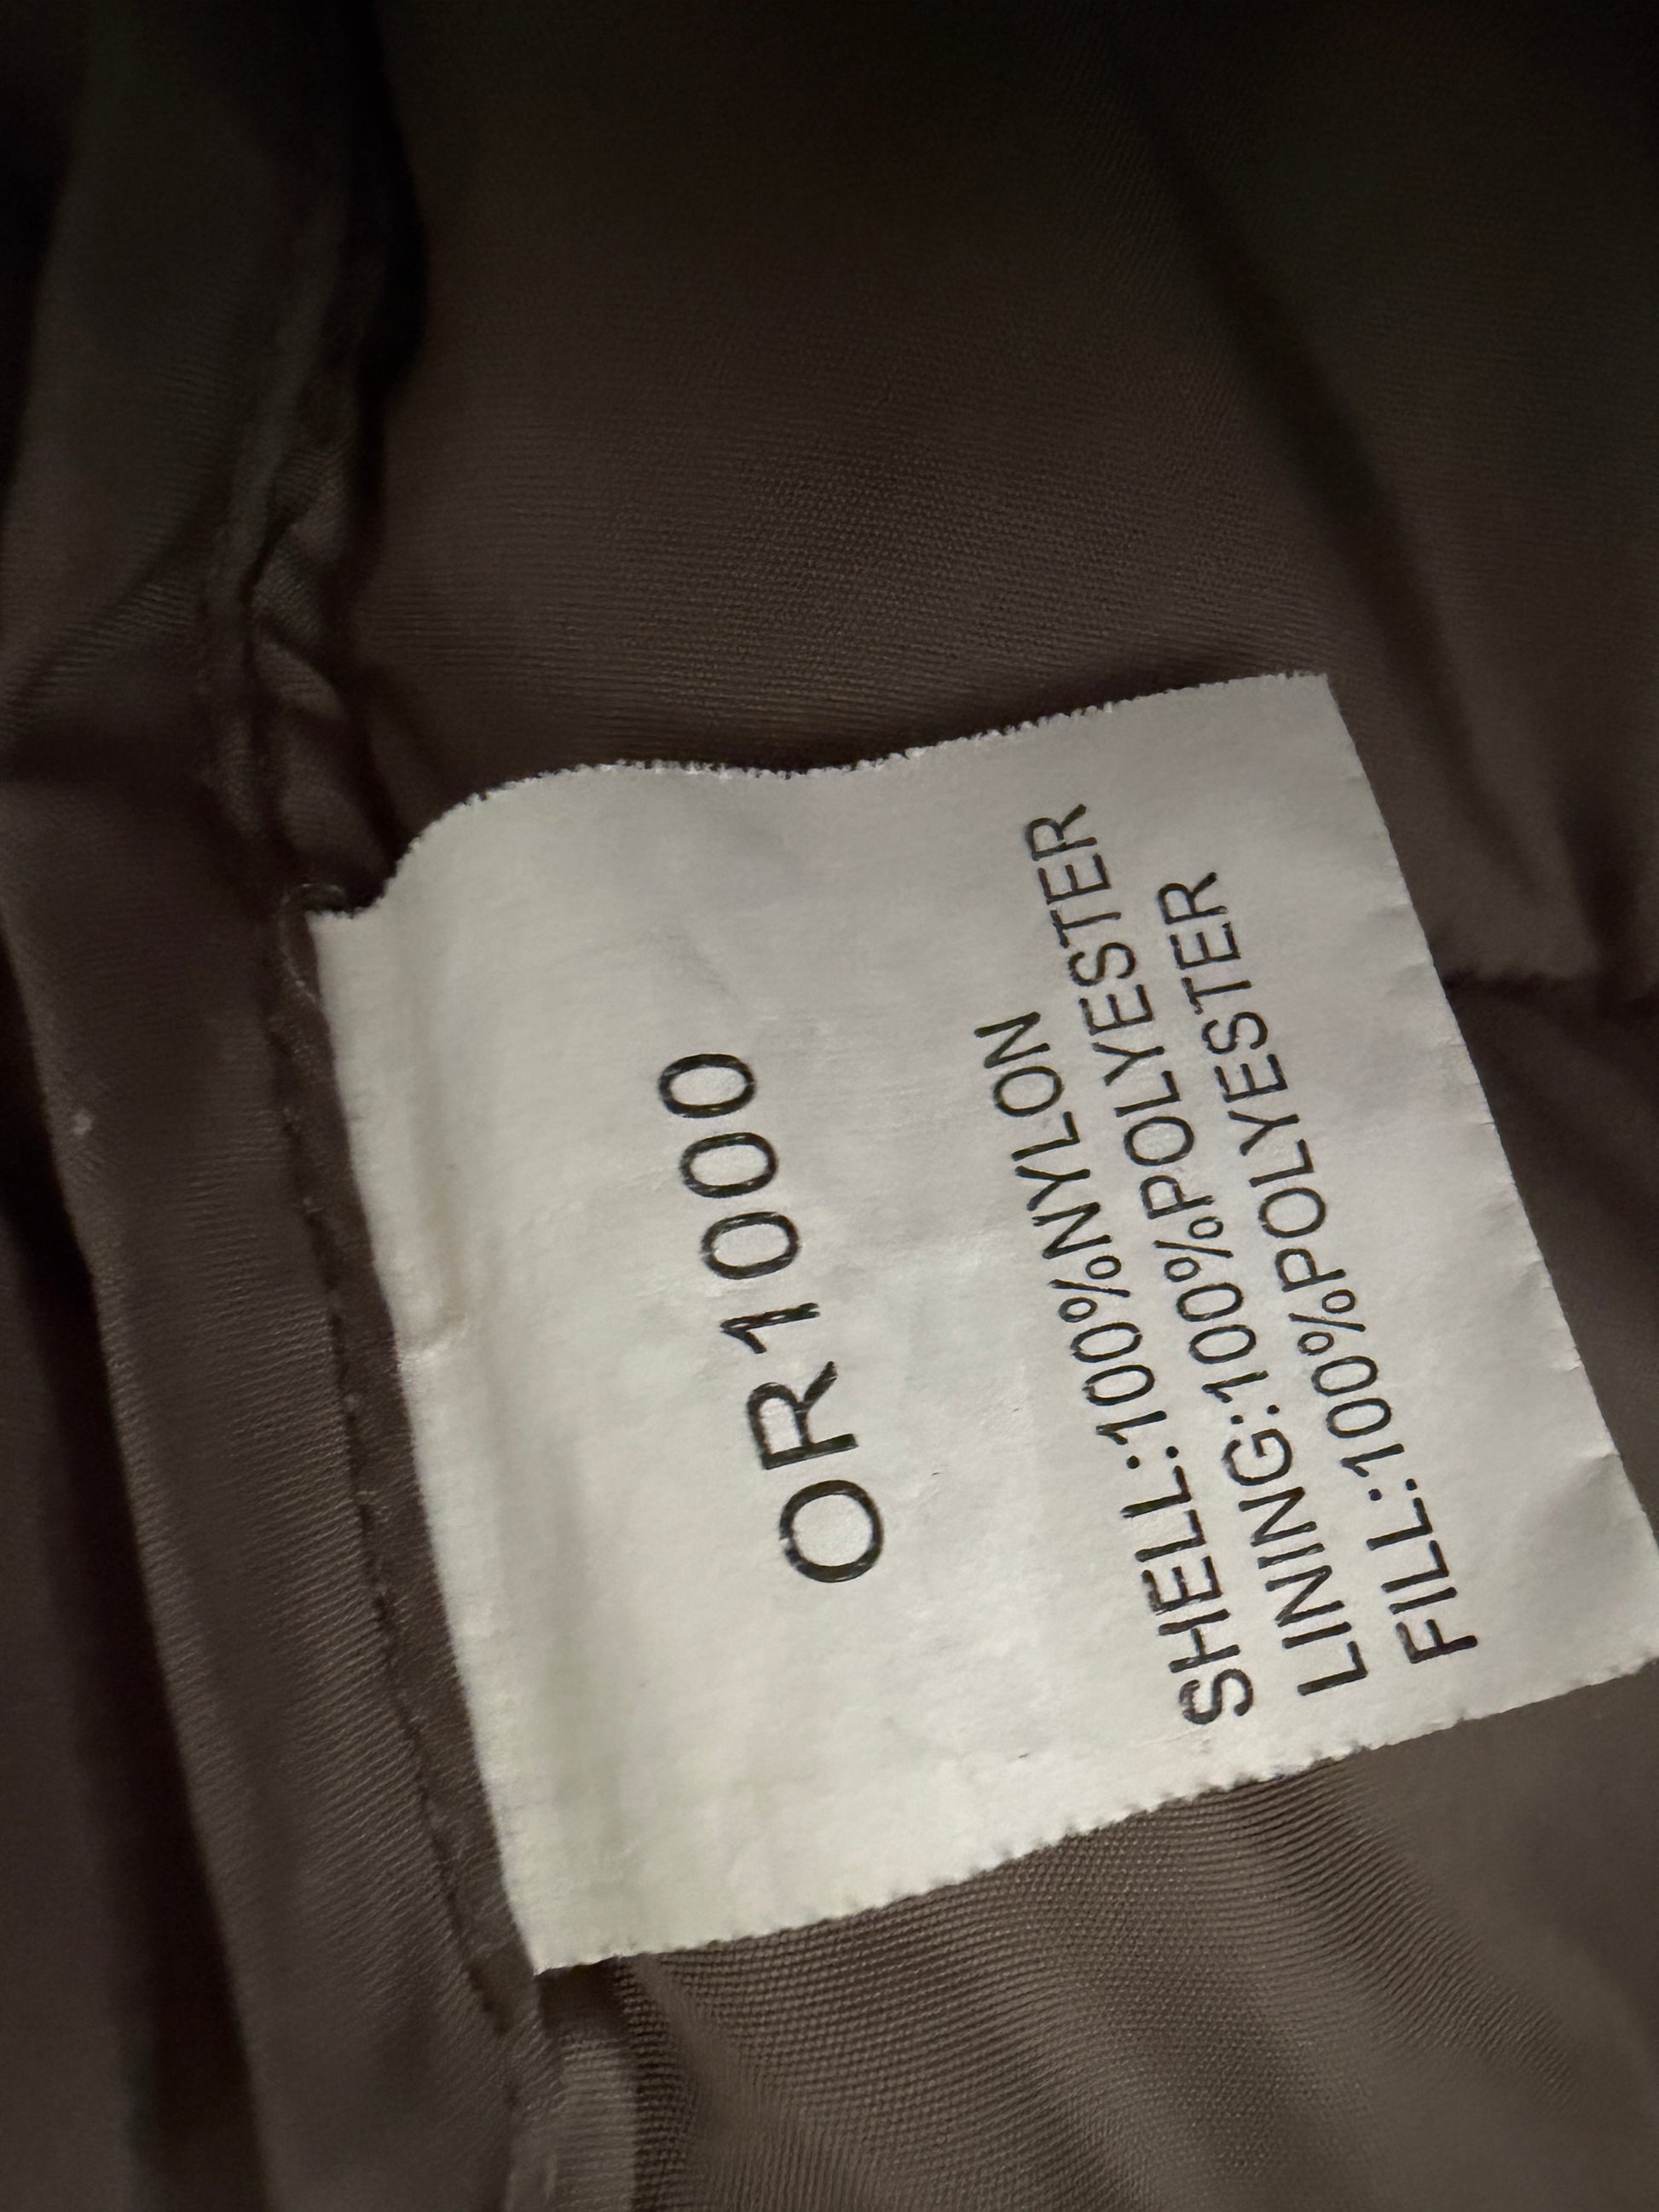 OR1000
SHELL:100%NYLON
LINING:100%POLYESTER
FILL:100%POLYESTER